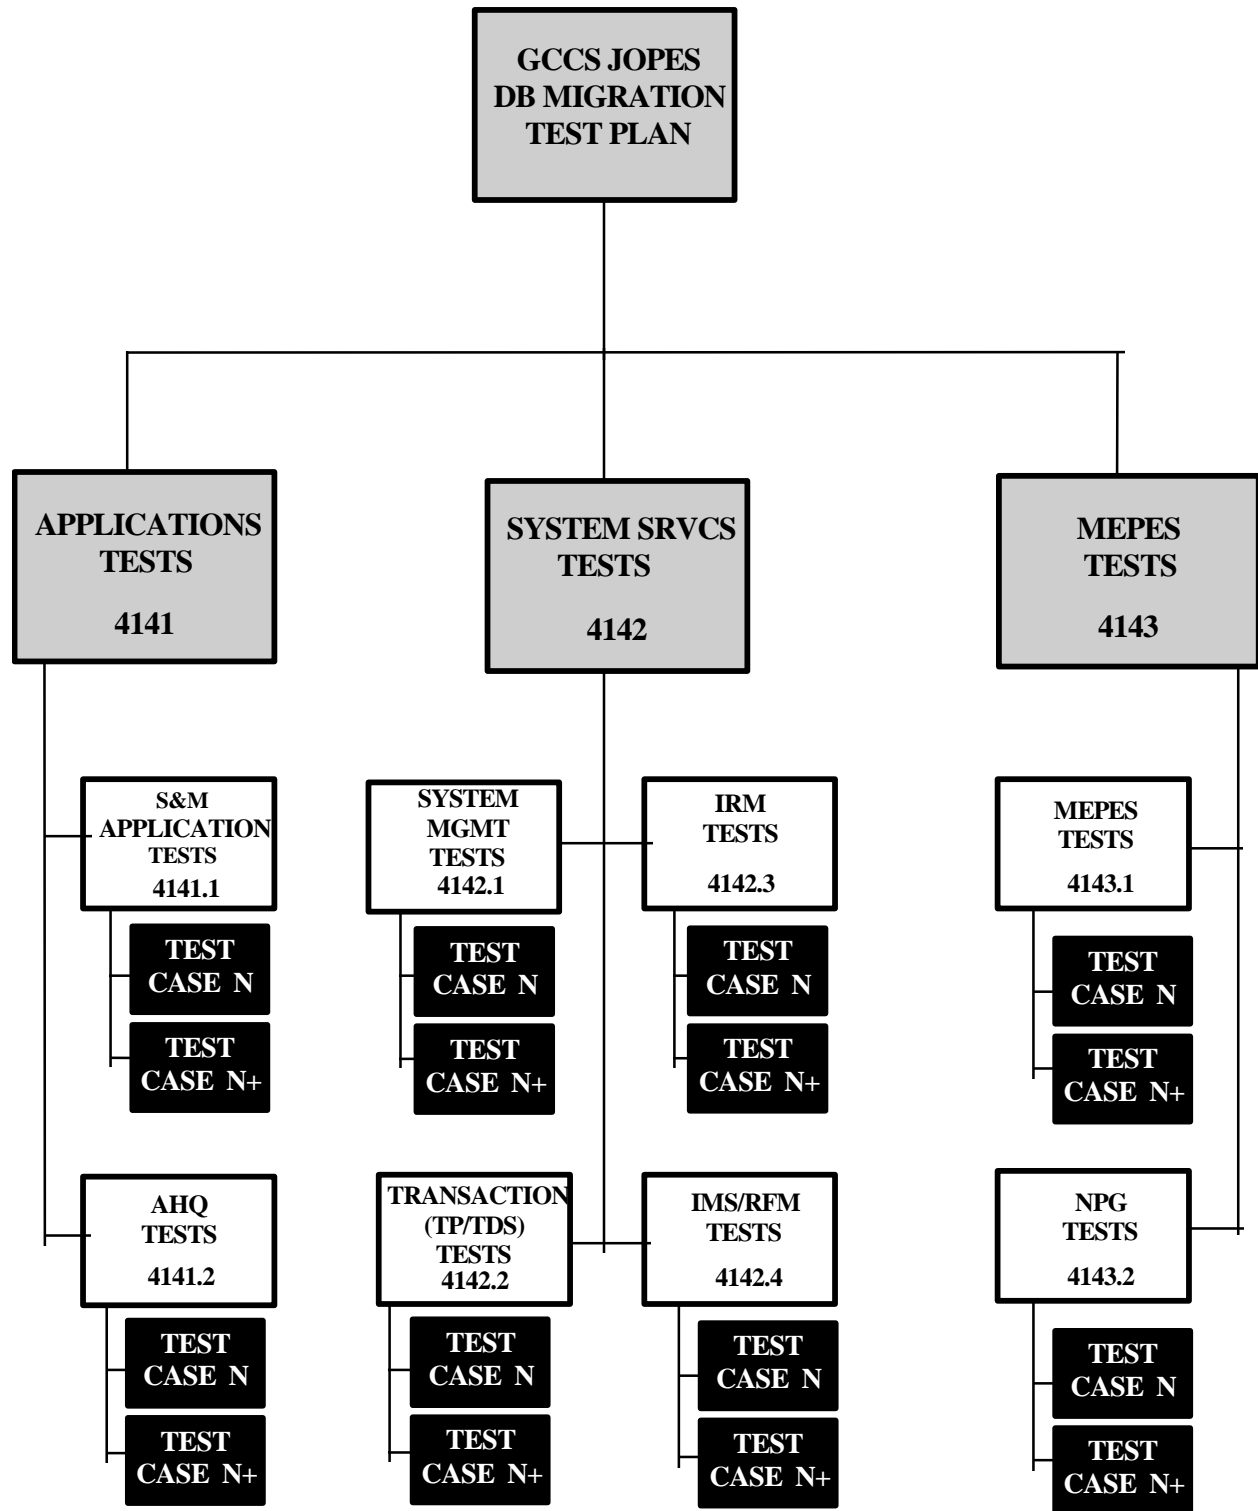 GCCS JOPES
DB MIGRATION
TEST PLAN
APPLICATIONS
TESTS
4141
SYSTEM SRVCS
TESTS
4142
MEPES
TESTS
4143
S&M
APPLICATION
TESTS
4141.1
TEST
CASE N
TEST
CASE N+
AHQ
TESTS
4141.2
TEST
CASE N
TEST
CASE N+
SYSTEM
MGMT
TESTS
4142.1
TEST
CASE N
TEST
CASE N+
TRANSACTION
(TP/TDS)
TESTS
4142.2
TEST
CASE N
TEST
CASE N+
IRM
TESTS
4142.3
TEST
CASE N
TEST
CASE N+
IMS/RFM
TESTS
4142.4
TEST
CASE N
TEST
CASE N+
MEPES
TESTS
4143.1
TEST
CASE N
TEST
CASE N+
NPG
TESTS
4143.2
TEST
CASE N
TEST
CASE N+